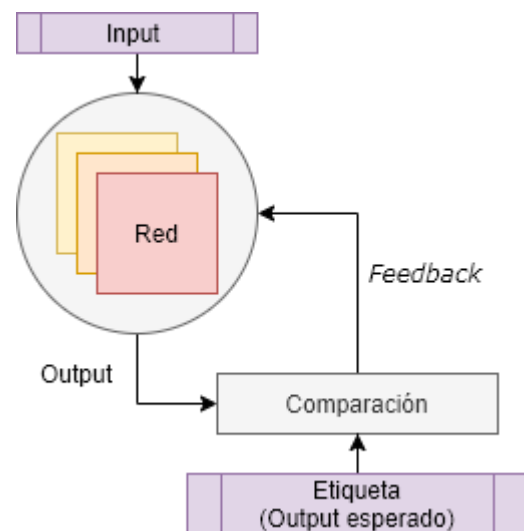 Input
Red
Feedback
Output
Comparación
Etiqueta
(Output esperado)